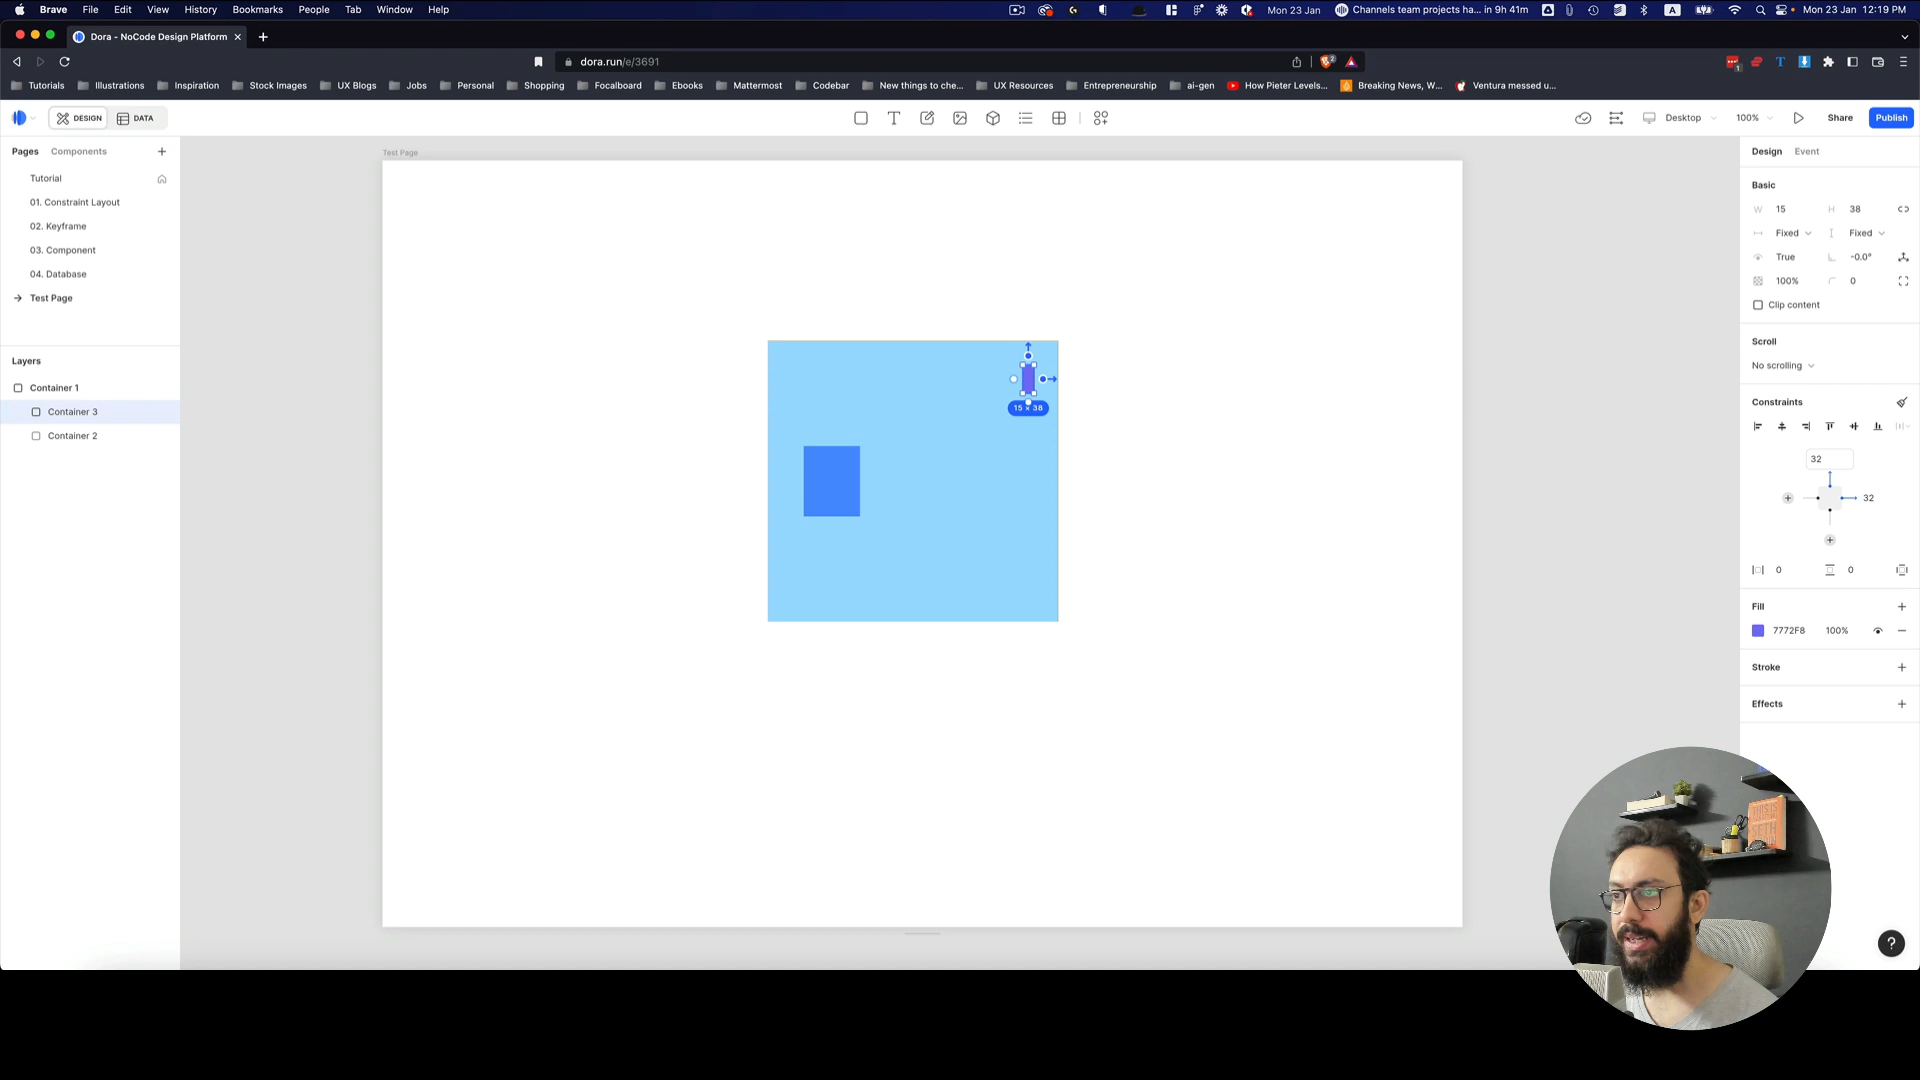 Brave File Edit View History Bookmarks People Tab Window Help Mon 23 Jan Channels team projects ha... in 9h 41m A Mon 23 Jan 12:19 PM
Dora - NoCode Design Platform
dora.run/e/3691
Tutorials Illustrations Inspiration Stock Images UX Blogs Jobs Personal Shopping Focalboard Ebooks Mattermost Codebar New things to che... UX Resources Entrepreneurship ai-gen How Pieter Levels... Breaking News, W... Ventura messed u...
DESIGN DATA Desktop 100% Share Publish
Pages Components
Tutorial
01. Constraint Layout
02. Keyframe
03. Component
04. Database
Test Page
Layers
Container 1
Container 3
Container 2
Test Page
15 × 38
Design Event
Basic
W 15 H 38
Fixed Fixed
True -0.0°
100% 0
Clip content
Scroll
No scrolling
Constraints
32
32
0 0
Fill
7772F8 100%
Stroke
Effects
THIS IS
?